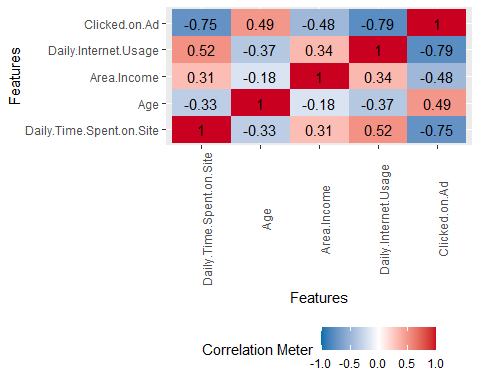 Clicked.on.Ad -0.75 0.49 -0.48 -0.79 1
Daily.Internet.Usage 0.52 -0.37 0.34 1 -0.79
Area.Income 0.31 -0.18 1 0.34 -0.48
Age -0.33 1 -0.18 -0.37 0.49
Daily.Time.Spent.on.Site 1 -0.33 0.31 0.52 -0.75
Features
Daily.Time.Spent.on.Site
Age
Area.Income
Daily.Internet.Usage
Clicked.on.Ad
Features
Correlation Meter
-1.0 -0.5 0.0 0.5 1.0